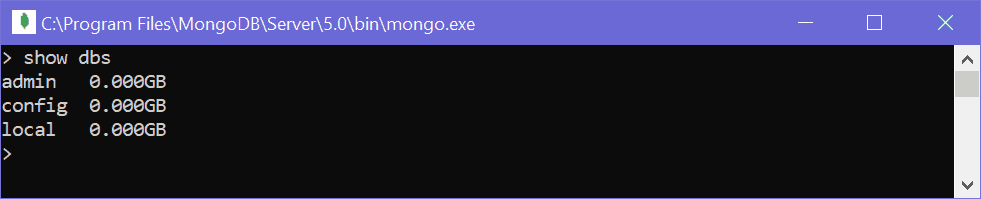 C:\Program Files\MongoDB\Server\5.0\bin\mongo.exe
> show dbs
admin   0.000GB
config  0.000GB
local   0.000GB
>